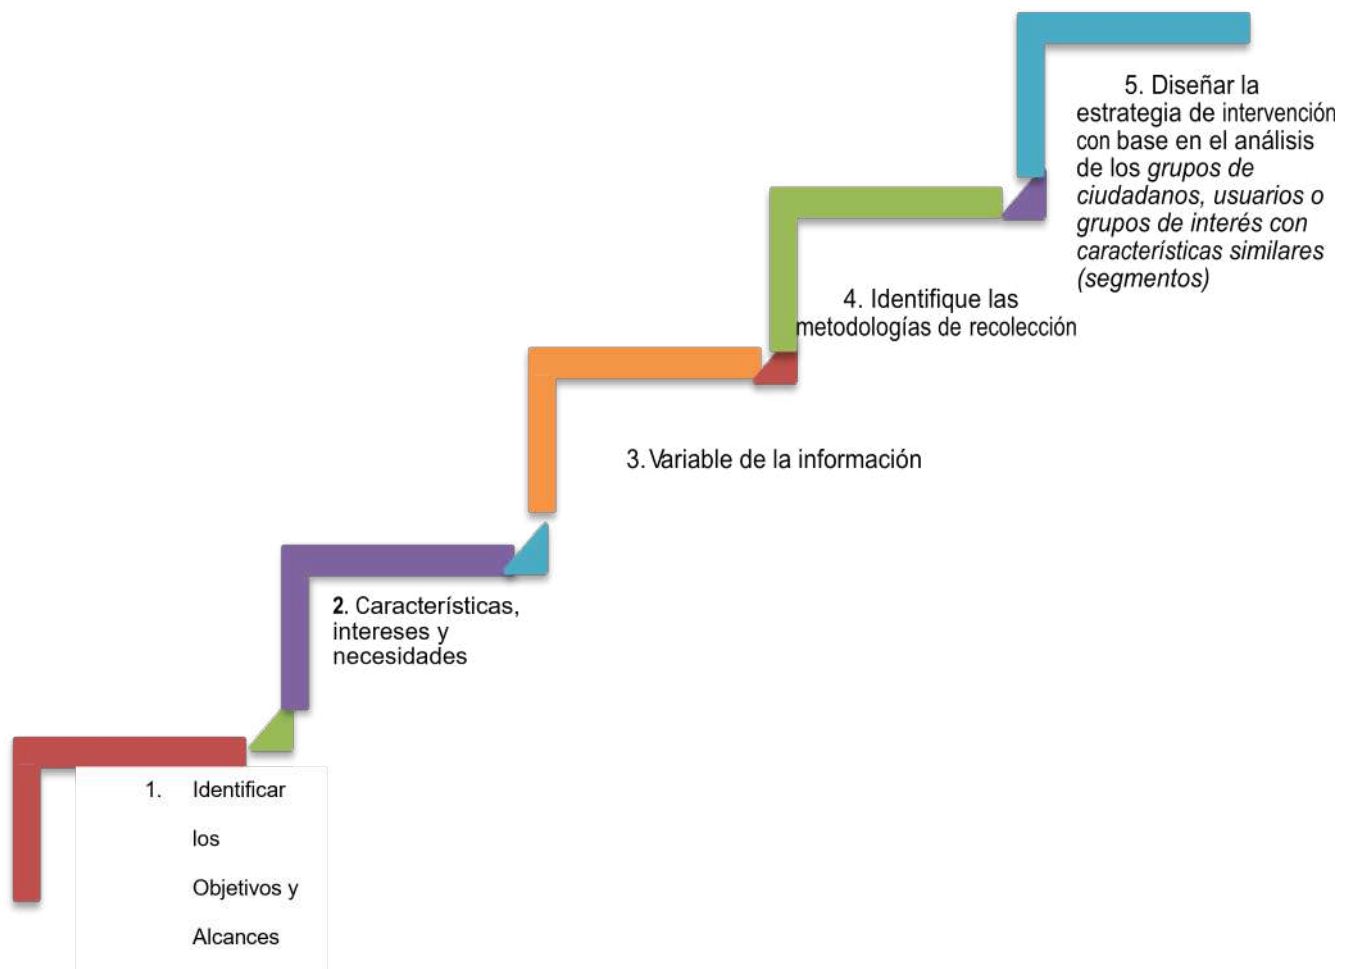 1. Identificar
los
Objetivos y
Alcances
2. Características,
intereses y
necesidades
3. Variable de la información
4. Identifique las
metodologías de recolección
5. Diseñar la
estrategia de intervención
con base en el análisis
de los grupos de
ciudadanos, usuarios o
grupos de interés con
características similares
(segmentos)